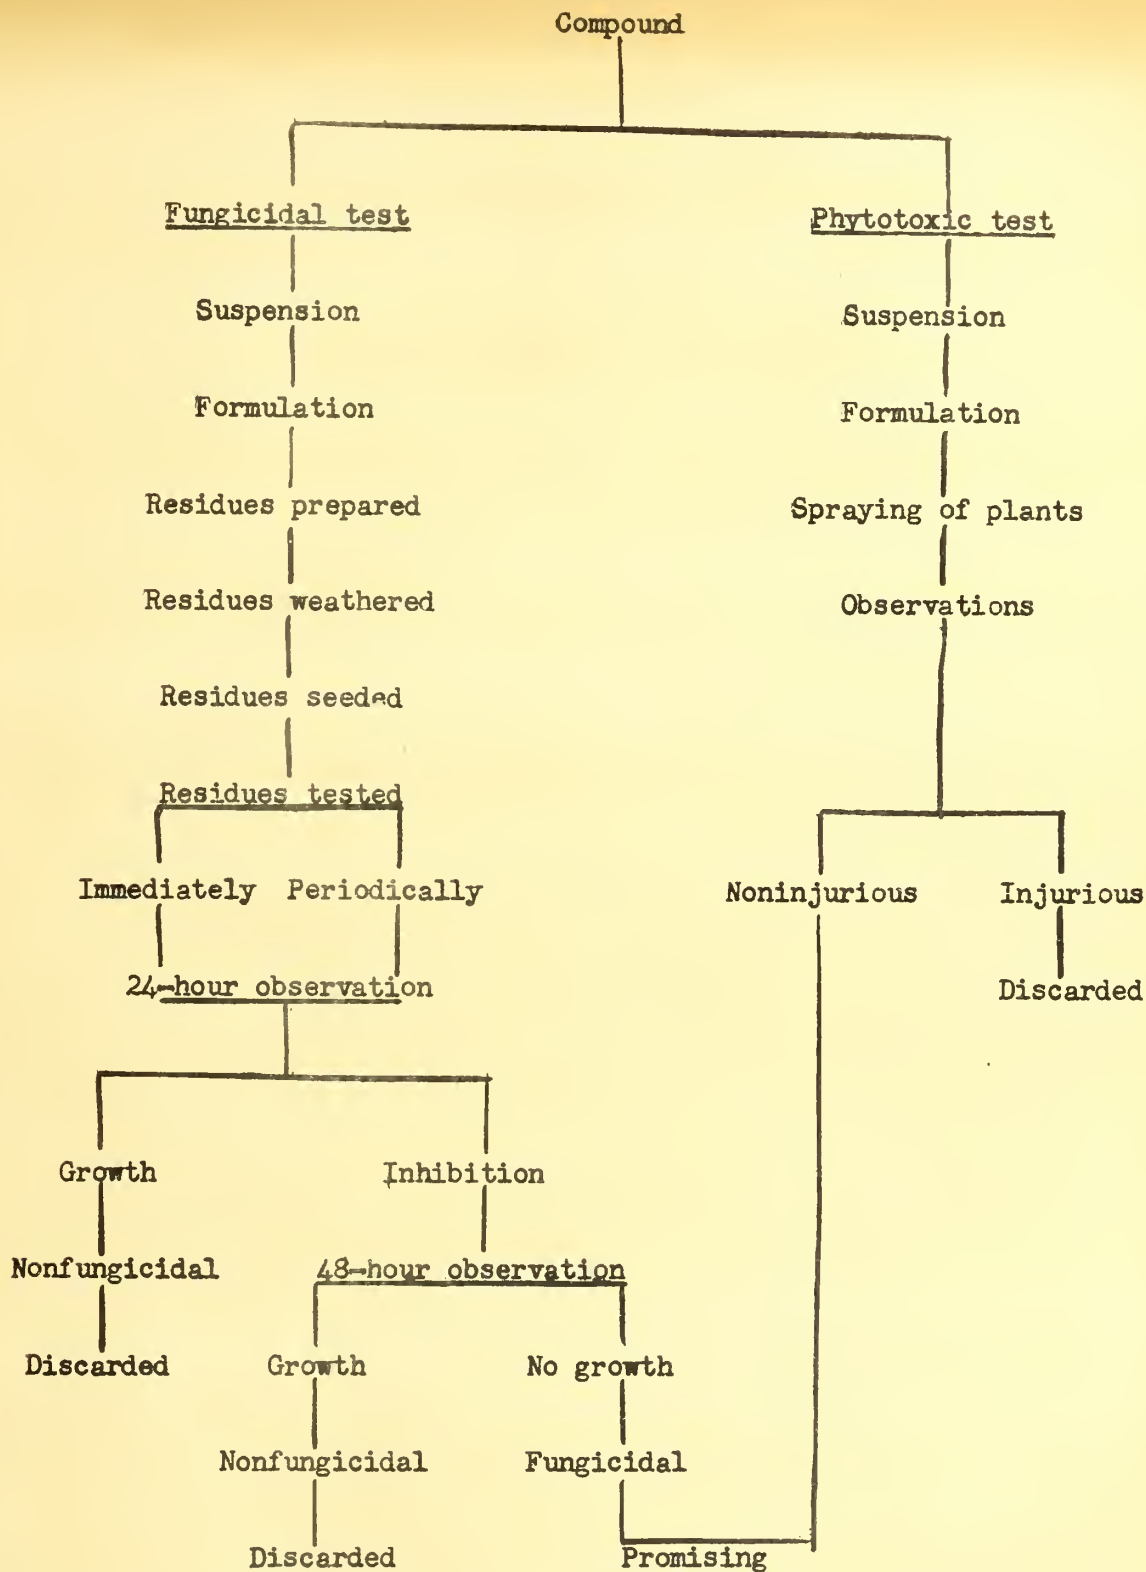 Compound
Fungicidal test Phytotoxic test
Suspension Suspension
Formulation Formulation
Residues prepared Spraying of plants
Residues weathered Observations
Residues seeded
Residues tested
Immediately Periodically Noninjurious Injurious
24-hour observation Discarded
Growth Inhibition
Nonfungicidal 48-hour observation
Discarded Growth No growth
Nonfungicidal Fungicidal
Discarded Promising